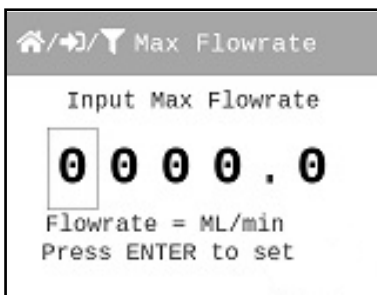 / / Max Flowrate
Input Max Flowrate
0000.0
Flowrate = ML/min
Press ENTER to set